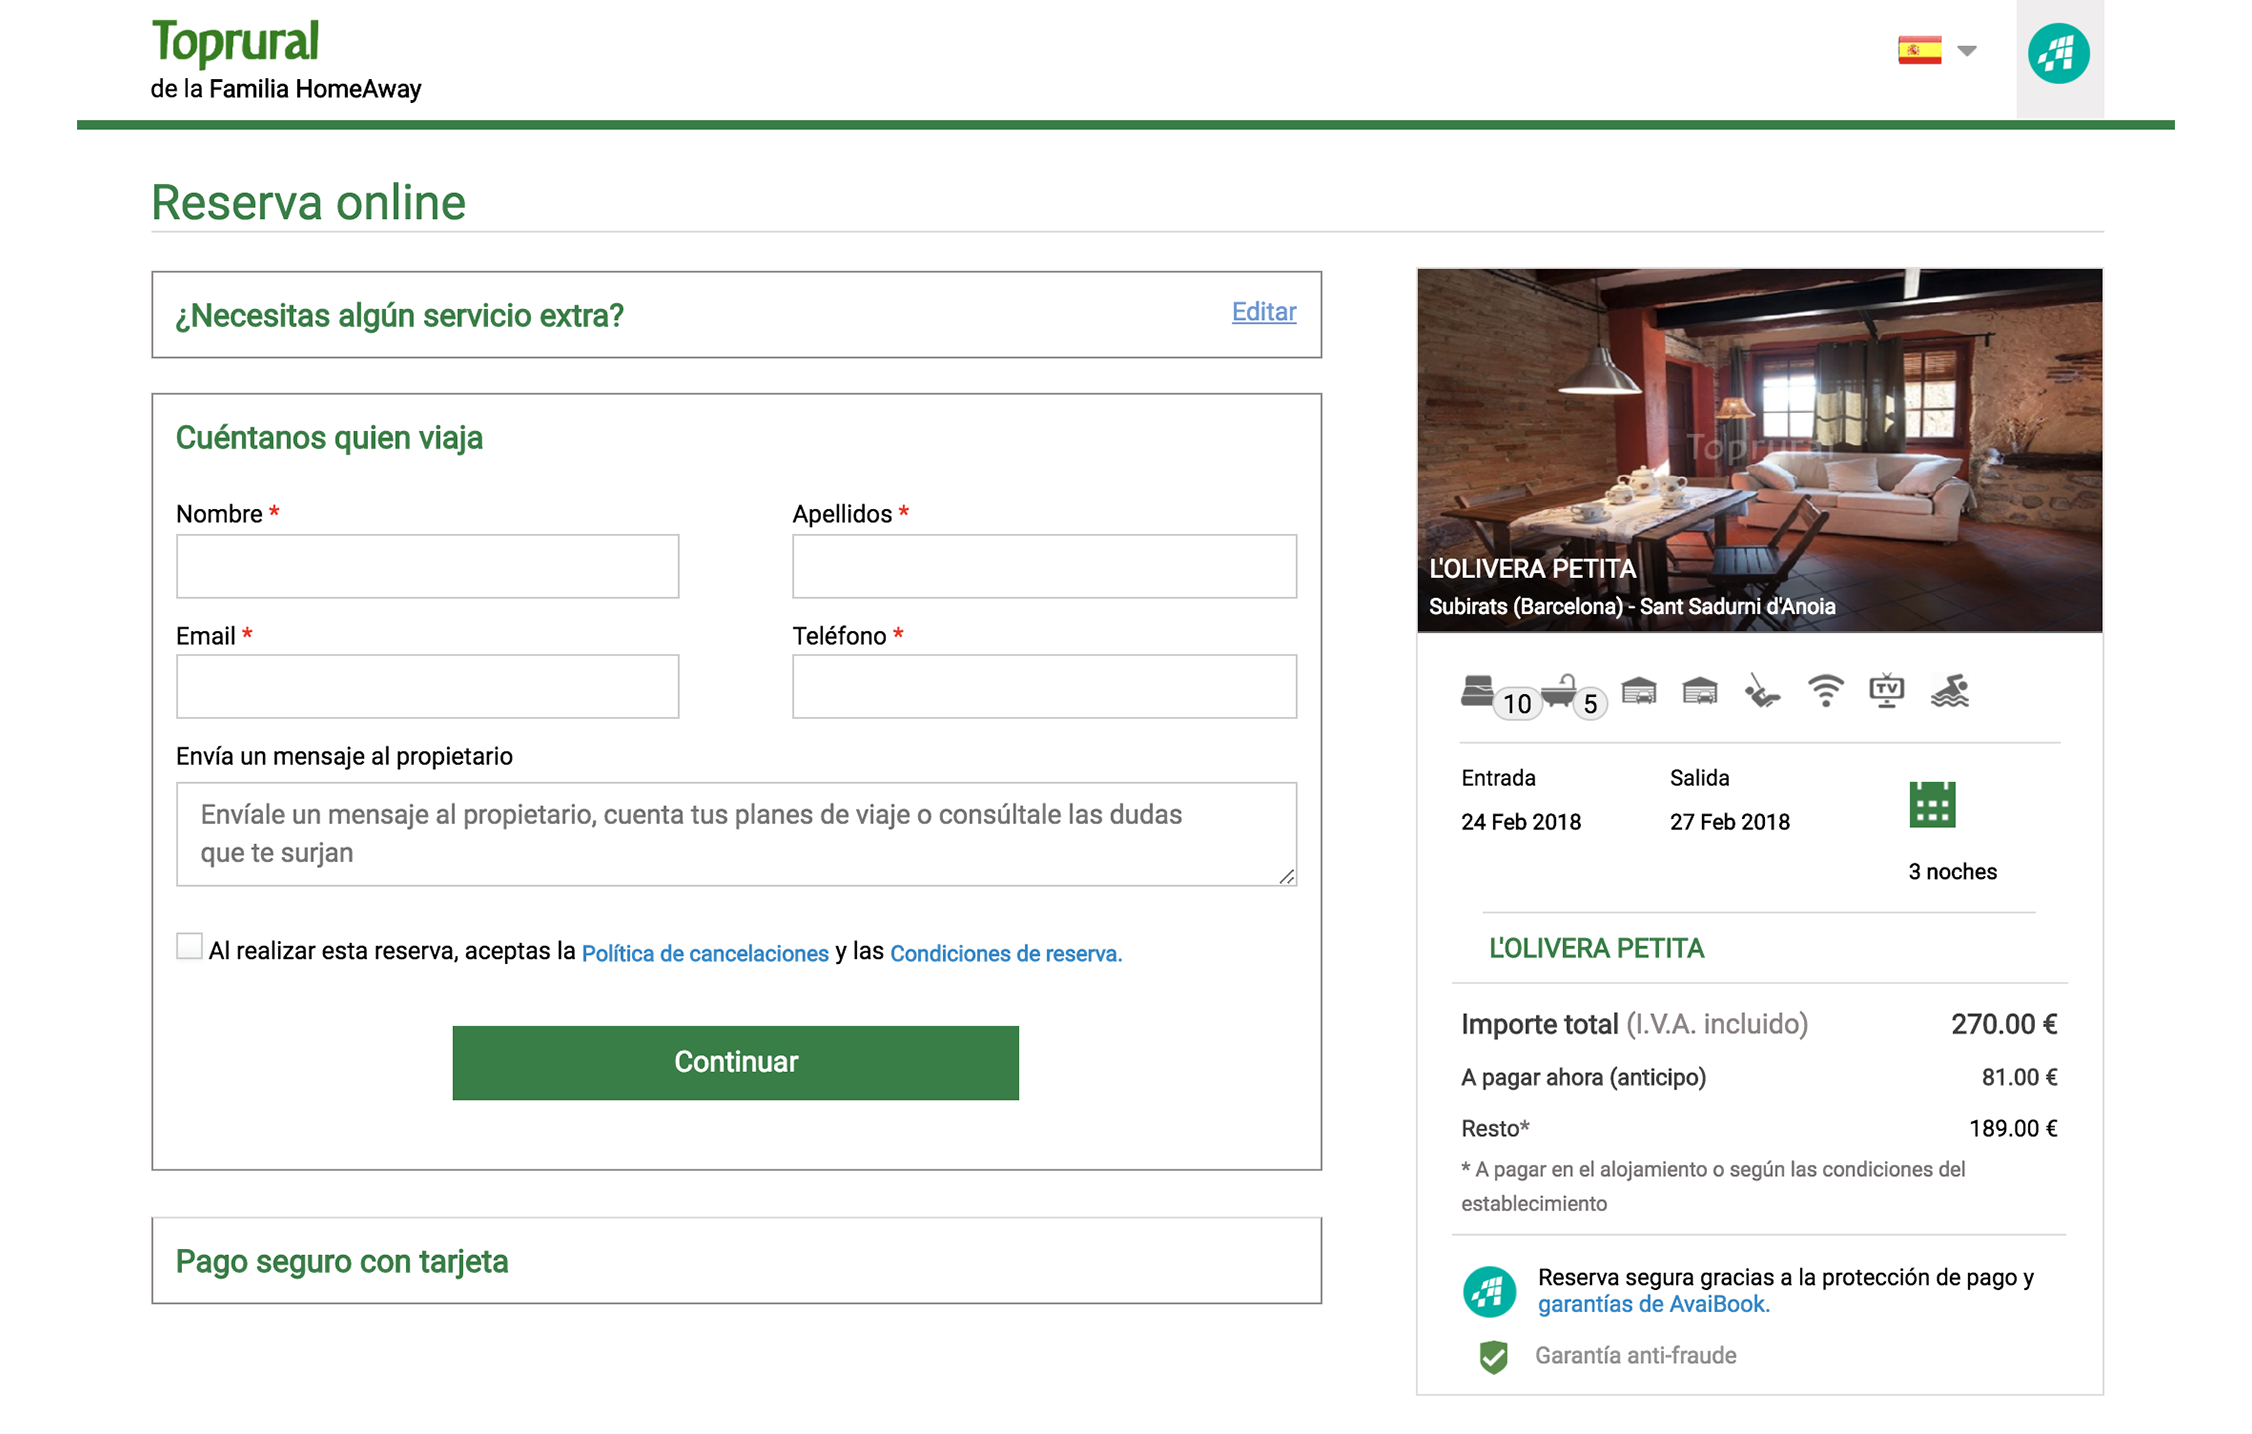 Toprural
de la Familia HomeAway
Reserva online
¿Necesitas algún servicio extra?
Editar
Cuéntanos quien viaja
Nombre *
Apellidos *
Email *
Teléfono *
Envía un mensaje al propietario
Envíale un mensaje al propietario, cuenta tus planes de viaje o consúltale las dudas
que te surjan
Al realizar esta reserva, aceptas la Política de cancelaciones y las Condiciones de reserva.
Continuar
Pago seguro con tarjeta
Toprural
L'OLIVERA PETITA
Subirats (Barcelona) - Sant Sadurni d'Anoia
10
5
TV
Entrada
Salida
24 Feb 2018
27 Feb 2018
3 noches
L'OLIVERA PETITA
Importe total (I.V.A. incluido) 270.00 €
A pagar ahora (anticipo) 81.00 €
Resto* 189.00 €
* A pagar en el alojamiento o según las condiciones del
establecimiento
Reserva segura gracias a la protección de pago y
garantías de AvaiBook.
Garantía anti-fraude